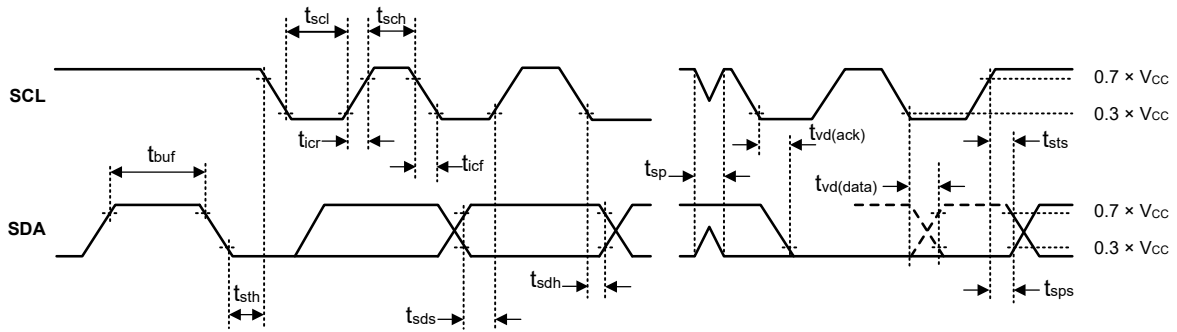 tscl
tsch
SCL
0.7 × VCC
0.3 × VCC
ticr
ticf
tvd(ack)
tsts
tbuf
tsp
tvd(data)
SDA
0.7 × VCC
0.3 × VCC
tsth
tsds
tsdh
tsps